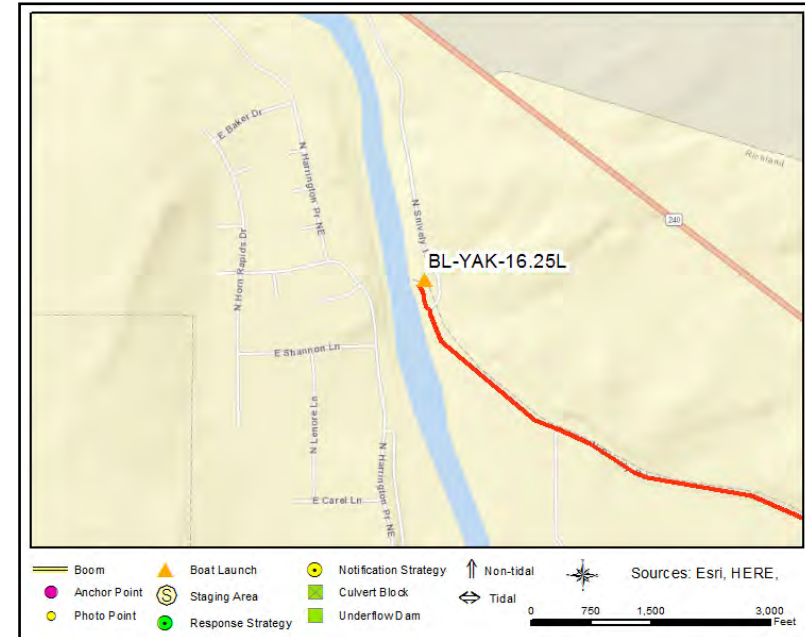 E Baker Dr
N Harrington Pr NE
N Snively
Richland
240
BL-YAK-16.25L
N Horn Rapids Dr
E Shannon Ln
N Lenore Ln
N Harrington Pr NE
E Carel Ln
Boom
Boat Launch
Notification Strategy
Non-tidal
Sources: Esri, HERE,
Anchor Point
S
Staging Area
Culvert Block
Tidal
Photo Point
Response Strategy
Underflow Dam
0 750 1,500 3,000
Feet